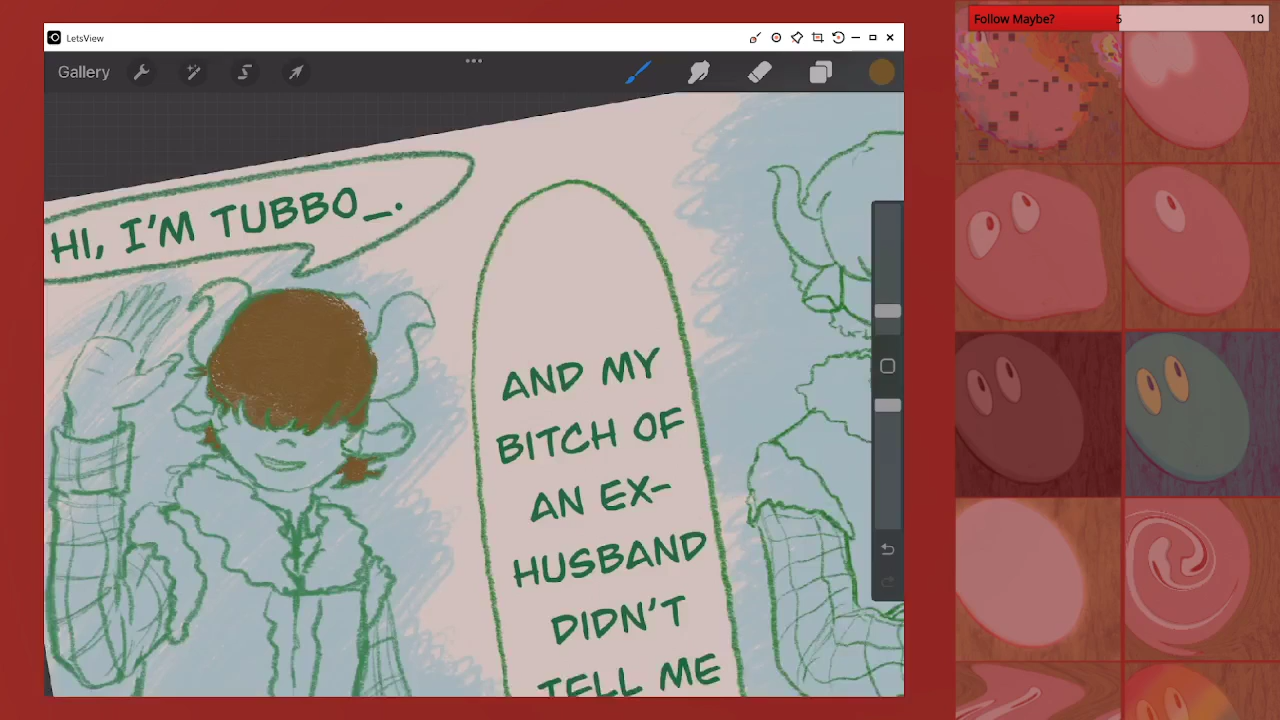 Follow Maybe? 5 10
LetsView
Gallery
HI, I'M TUBBO_.
AND MY
BITCH OF
AN EX-
HUSBAND
DIDN'T
TELL ME